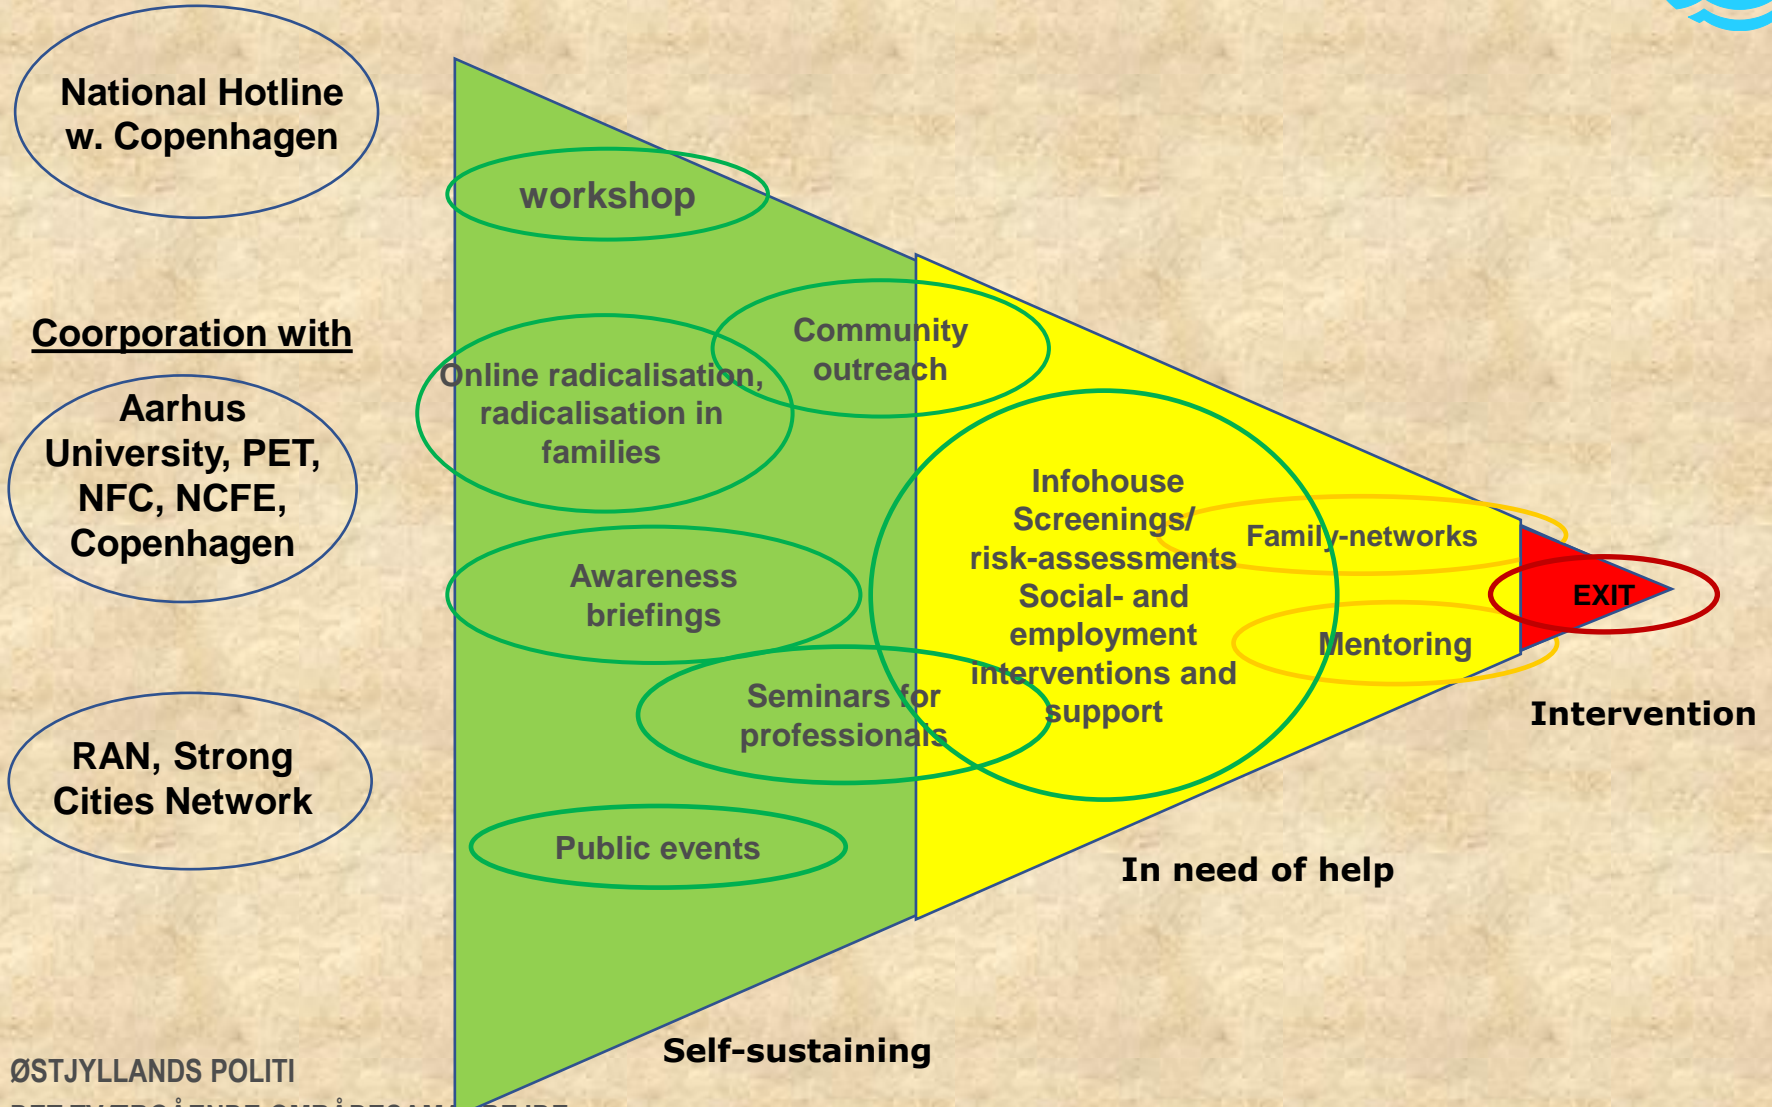 National Hotline
w. Copenhagen
Coorporation with
Aarhus
University, PET,
NFC, NCFE,
Copenhagen
RAN, Strong
Cities Network
workshop
Community
outreach
Online radicalisation,
radicalisation in
families
Awareness
briefings
Seminars for
professionals
Public events
Infohouse
Screenings/
risk-assessments
Social- and
employment
interventions and
support
Family-networks
Mentoring
EXIT
Intervention
In need of help
Self-sustaining
ØSTJYLLANDS POLITI